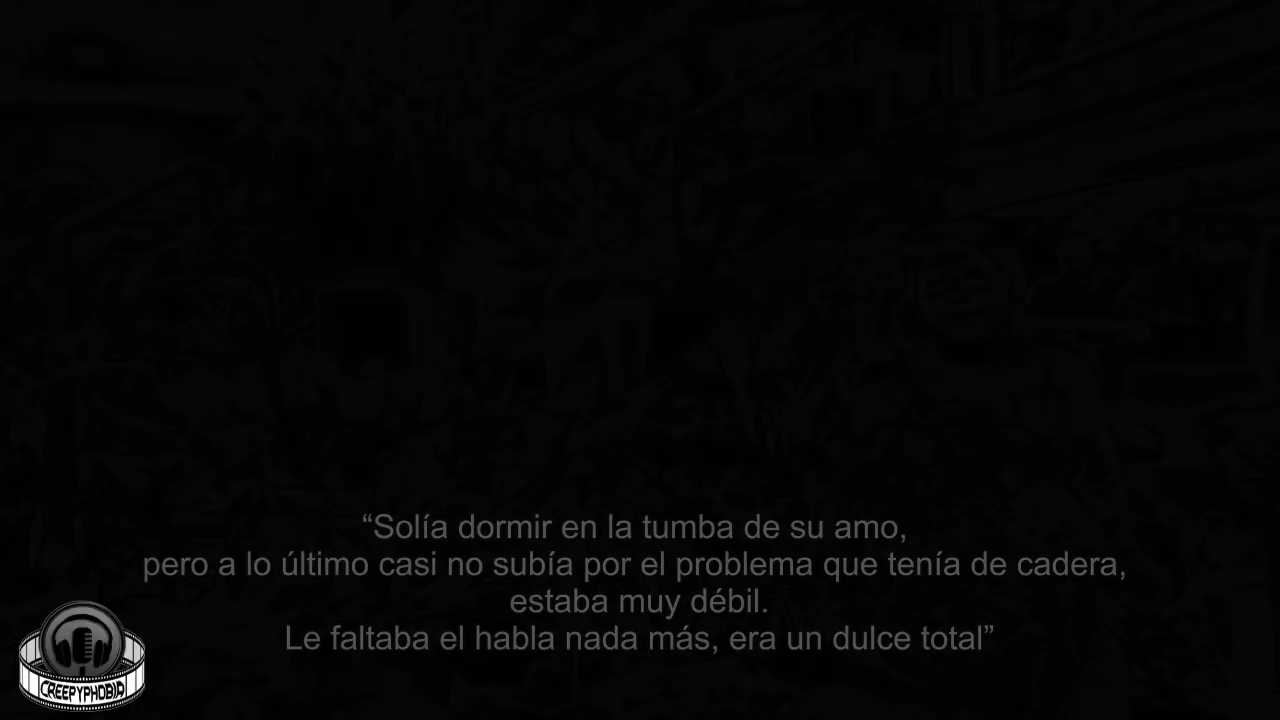 “Solía dormir en la tumba de su amo,
pero a lo último casi no subía por el problema que tenía de cadera,
estaba muy débil.
Le faltaba el habla nada más, era un dulce total”
CREEPYPHOBIA